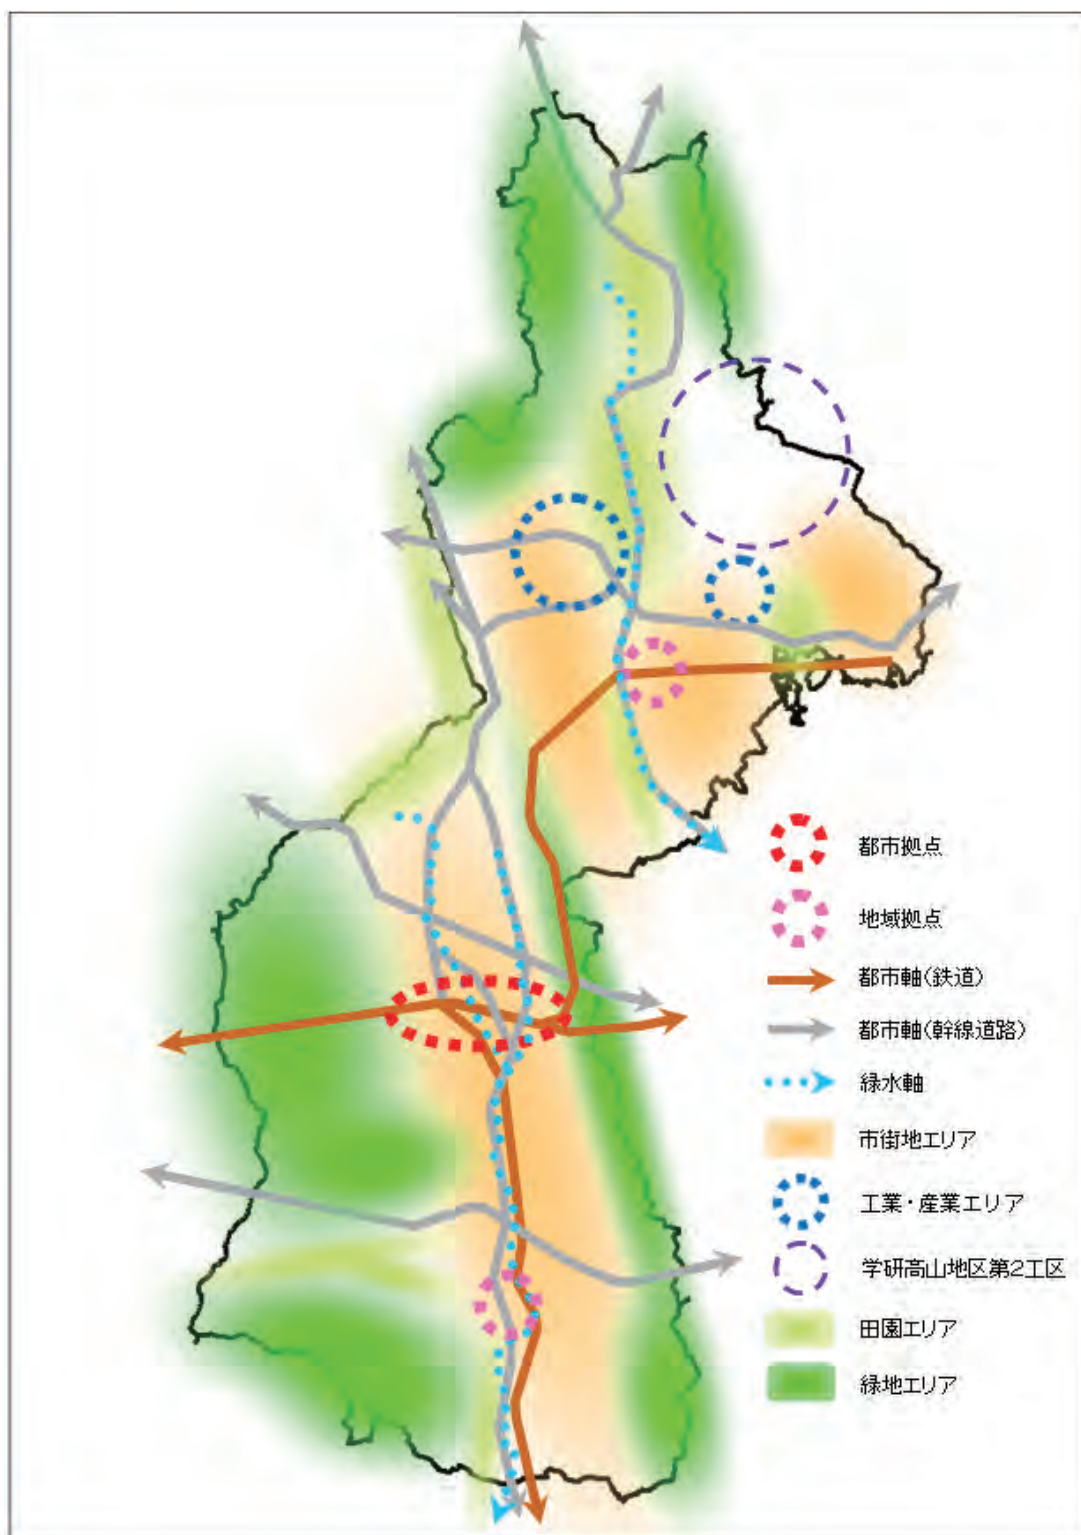 都市拠点
地域拠点
都市軸(鉄道)
都市軸(幹線道路)
緑水軸
市街地エリア
工業・産業エリア
学研高山地区第2工区
田園エリア
緑地エリア